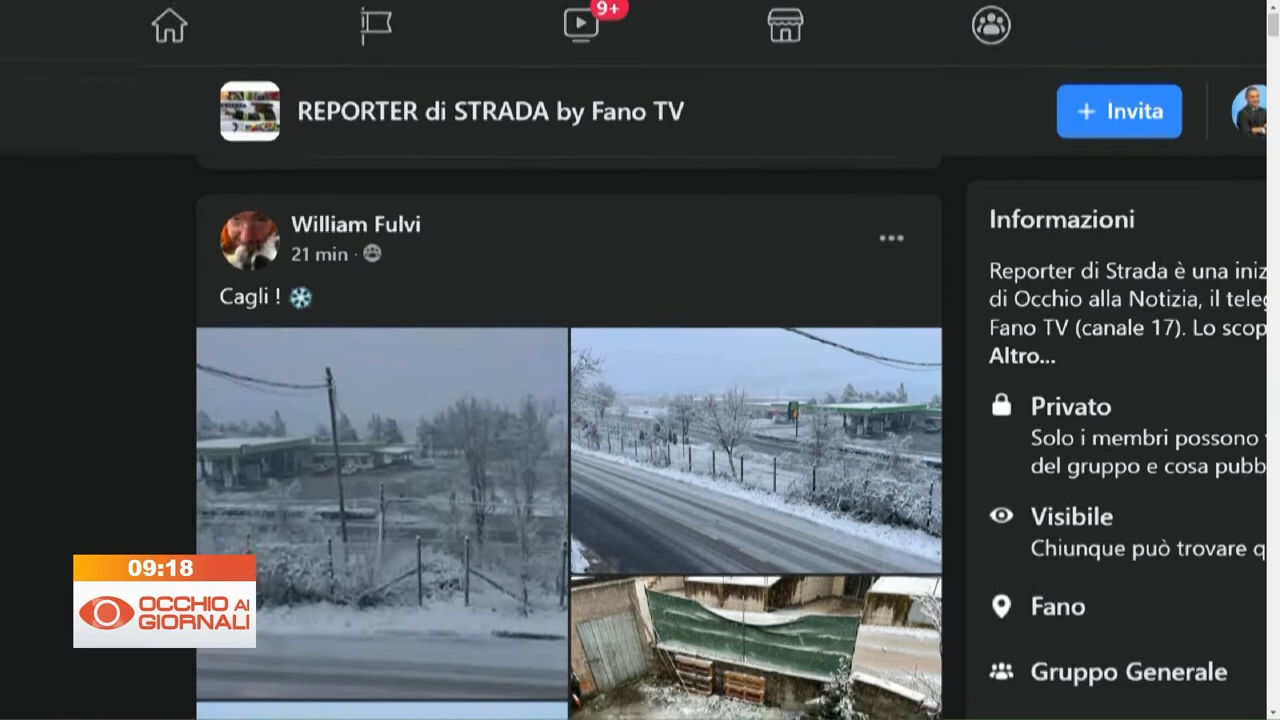 9+
REPORTER di STRADA by Fano TV
+ Invita
William Fulvi
21 min ·
Cagli !
Informazioni
Reporter di Strada è una iniz
di Occhio alla Notizia, il teleg
Fano TV (canale 17). Lo scop
Altro...
Privato
Solo i membri possono
del gruppo e cosa pubb
Visibile
Chiunque può trovare q
Fano
Gruppo Generale
09:18
OCCHIO AI
GIORNALI